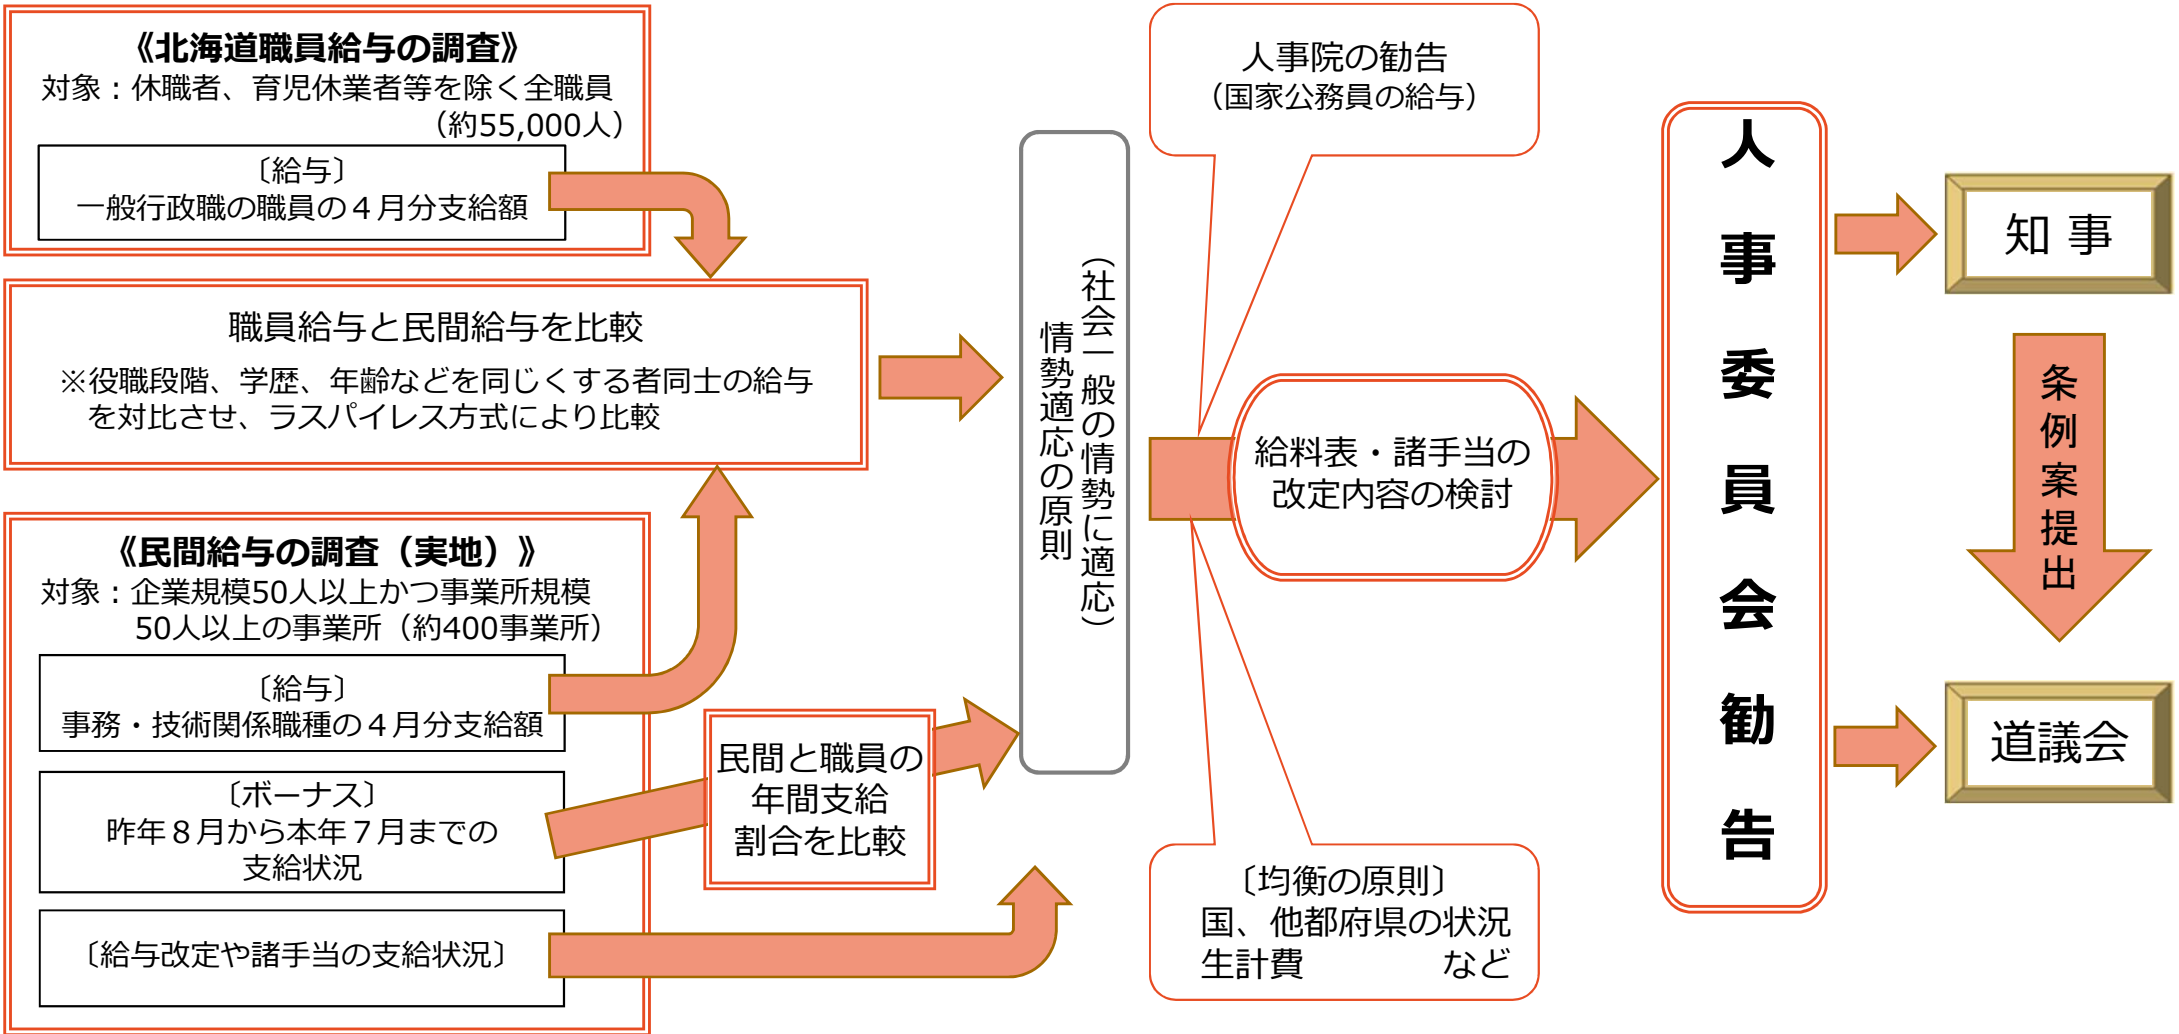 《北海道職員給与の調査》
対象：休職者、育児休業者等を除く全職員
（約55,000人）
〔給与〕
一般行政職の職員の４月分支給額
職員給与と民間給与を比較
※役職段階、学歴、年齢などを同じくする者同士の給与
を対比させ、ラスパイレス方式により比較
《民間給与の調査（実地）》
対象：企業規模50人以上かつ事業所規模
50人以上の事業所（約400事業所）
〔給与〕
事務・技術関係職種の４月分支給額
〔ボーナス〕
昨年８月から本年７月までの
支給状況
〔給与改定や諸手当の支給状況〕
民間と職員の
年間支給
割合を比較
（社会一般の情勢に適応）
情勢適応の原則
人事院の勧告
（国家公務員の給与）
給料表・諸手当の
改定内容の検討
〔均衡の原則〕
国、他都府県の状況
生計費　　　　など
人事委員会勧告
知 事
条例案提出
道議会